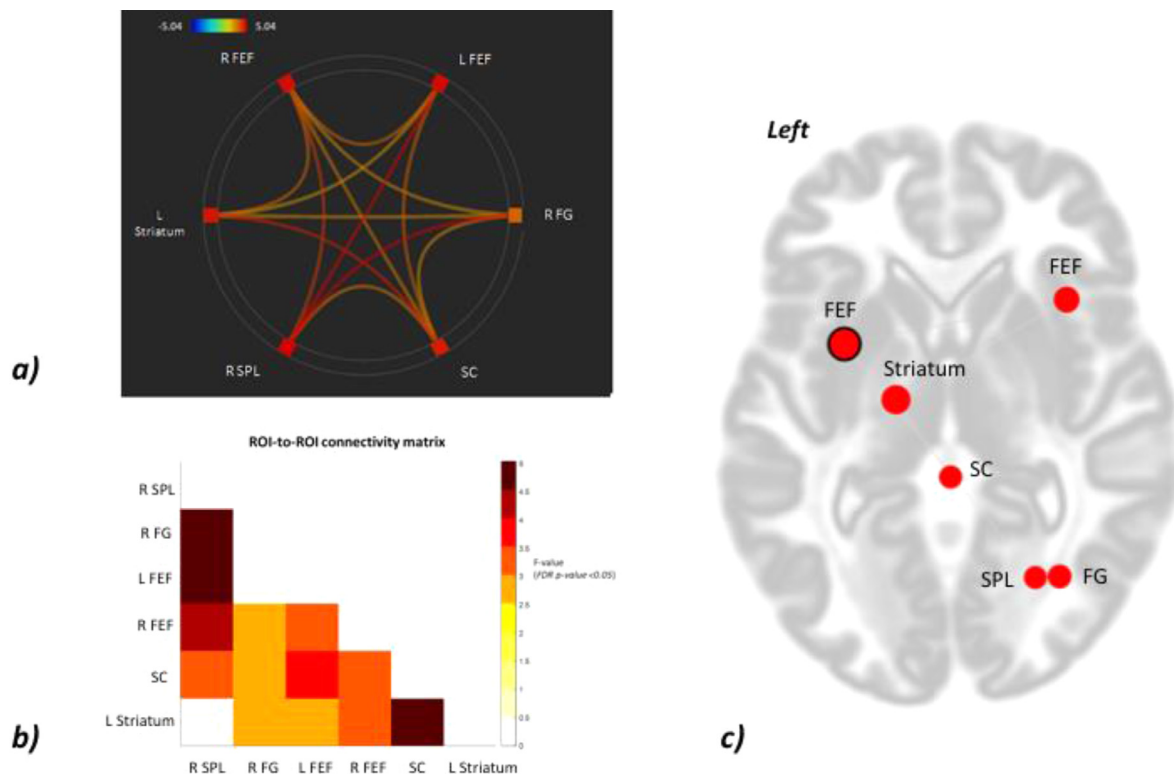 -5.04 5.04
R FEF
L FEF
L
Striatum
R FG
R SPL
SC
a)
ROI-to-ROI connectivity matrix
R SPL
R FG
L FEF
R FEF
SC
L Striatum
R SPL R FG L FEF R FEF SC L Striatum
5
4.5
4
3.5
3
2.5
2
1.5
1
0.5
0
F-value
(FDR p-value <0.05)
b)
Left
FEF
FEF
Striatum
SC
SPL FG
c)